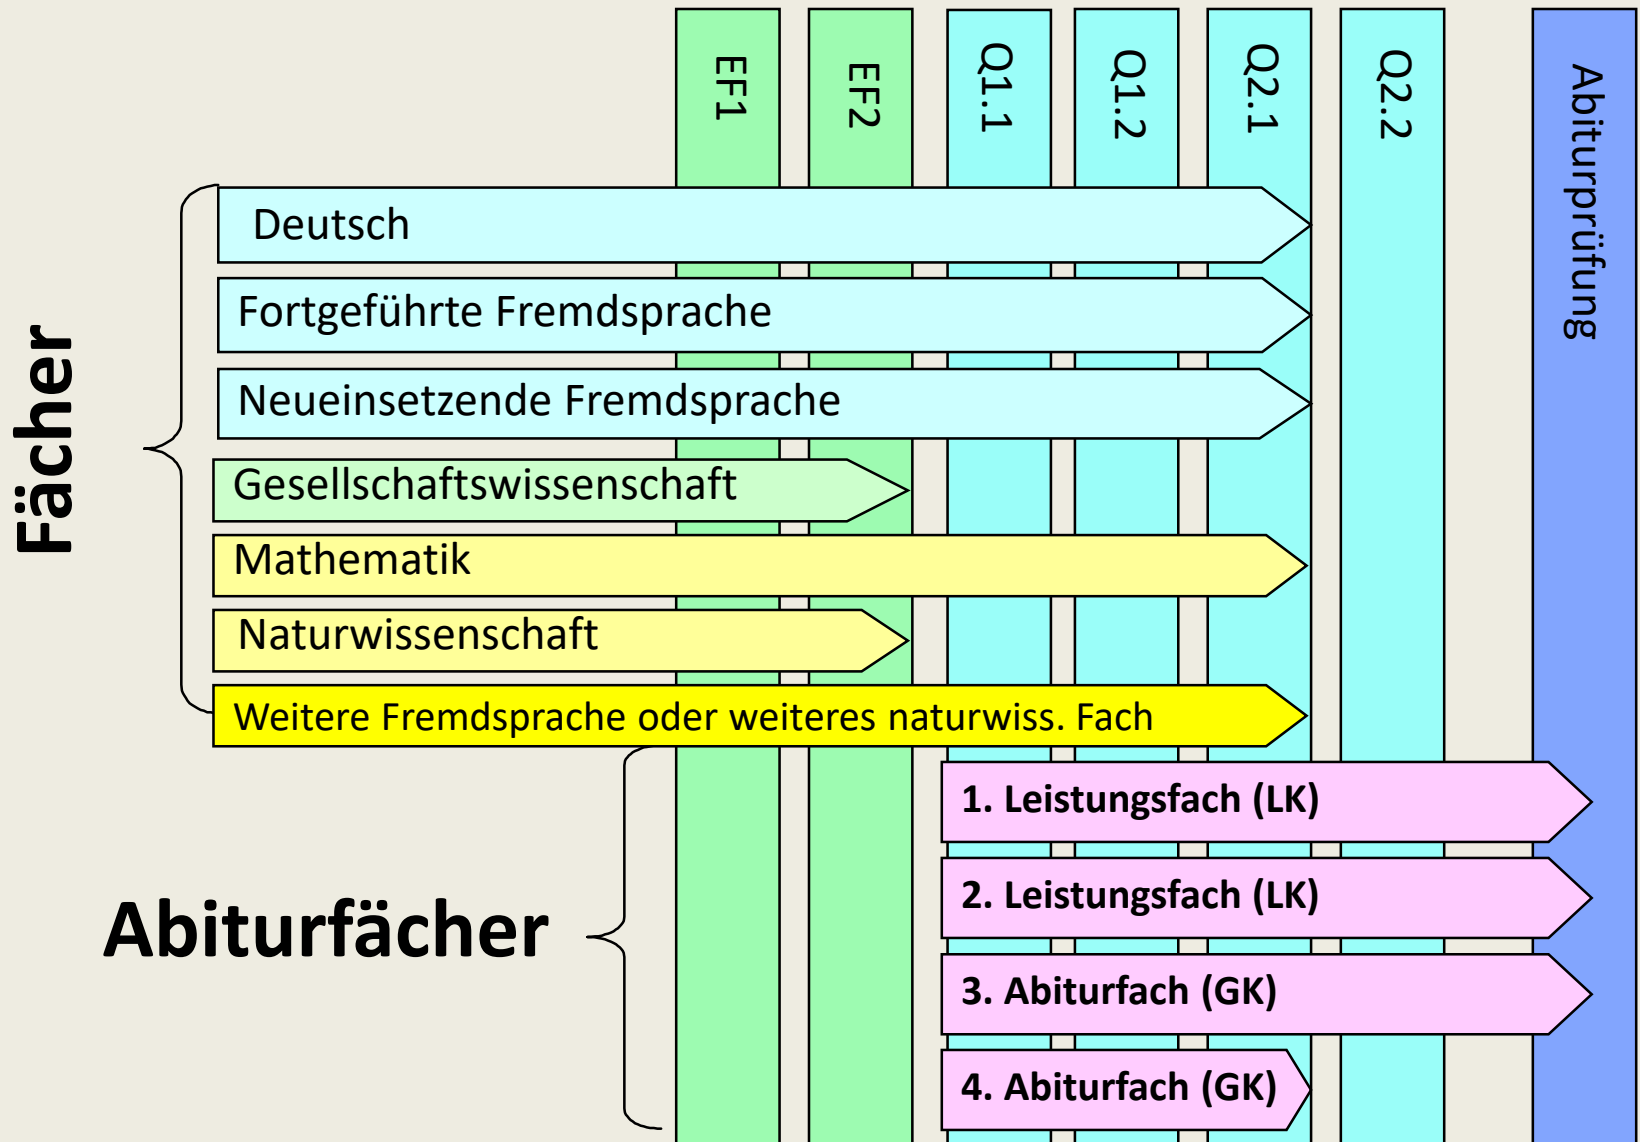 EF1
EF2
Q1.1
Q1.2
Q2.1
Q2.2
Abiturprüfung
Fächer
Deutsch
Fortgeführte Fremdsprache
Neueinsetzende Fremdsprache
Gesellschaftswissenschaft
Mathematik
Naturwissenschaft
Weitere Fremdsprache oder weiteres naturwiss. Fach
Abiturfächer
1. Leistungsfach (LK)
2. Leistungsfach (LK)
3. Abiturfach (GK)
4. Abiturfach (GK)